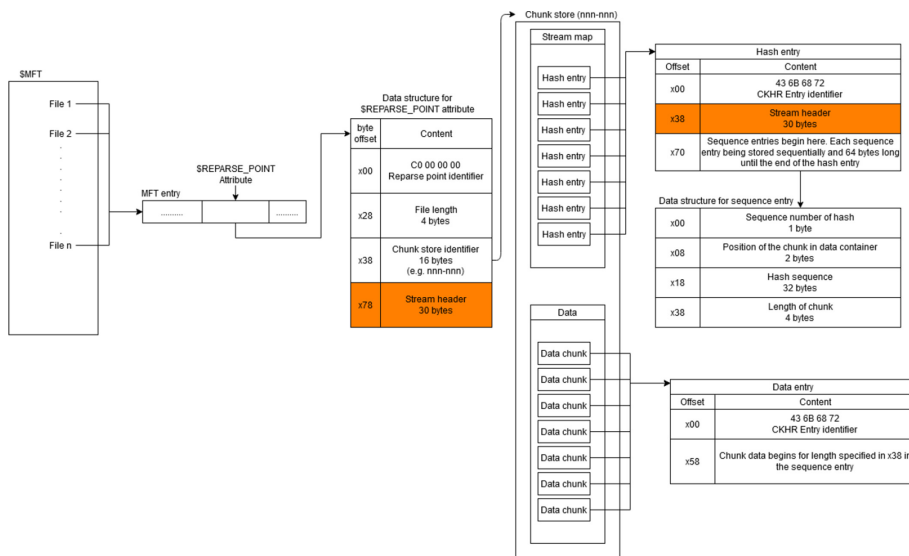 $MFT
File 1
File 2
.
.
.
.
.
.
.
File n
$REPARSE_POINT
Attribute
MFT entry
..........
..........
Data structure for
$REPARSE_POINT attribute
byte
offset
Content
x00
C0 00 00 00
Reparse point identifier
x28
File length
4 bytes
x38
Chunk store identifier
16 bytes
(e.g. nnn-nnn)
x78
Stream header
30 bytes
Chunk store (nnn-nnn)
Stream map
Hash entry
Hash entry
Hash entry
Hash entry
Hash entry
Hash entry
Hash entry
Data
Data chunk
Data chunk
Data chunk
Data chunk
Data chunk
Data chunk
Data chunk
Hash entry
Offset
Content
x00
43 6B 68 72
CKHR Entry identifier
x38
Stream header
30 bytes
x70
Sequence entries begin here. Each sequence
entry being stored sequentially and 64 bytes long
until the end of the hash entry
Data structure for sequence entry
x00
Sequence number of hash
1 byte
x08
Position of the chunk in data container
2 bytes
x18
Hash sequence
32 bytes
x38
Length of chunk
4 bytes
Data entry
Offset
Content
x00
43 6B 68 72
CKHR Entry identifier
x58
Chunk data begins for length specified in x38 in
the sequence entry